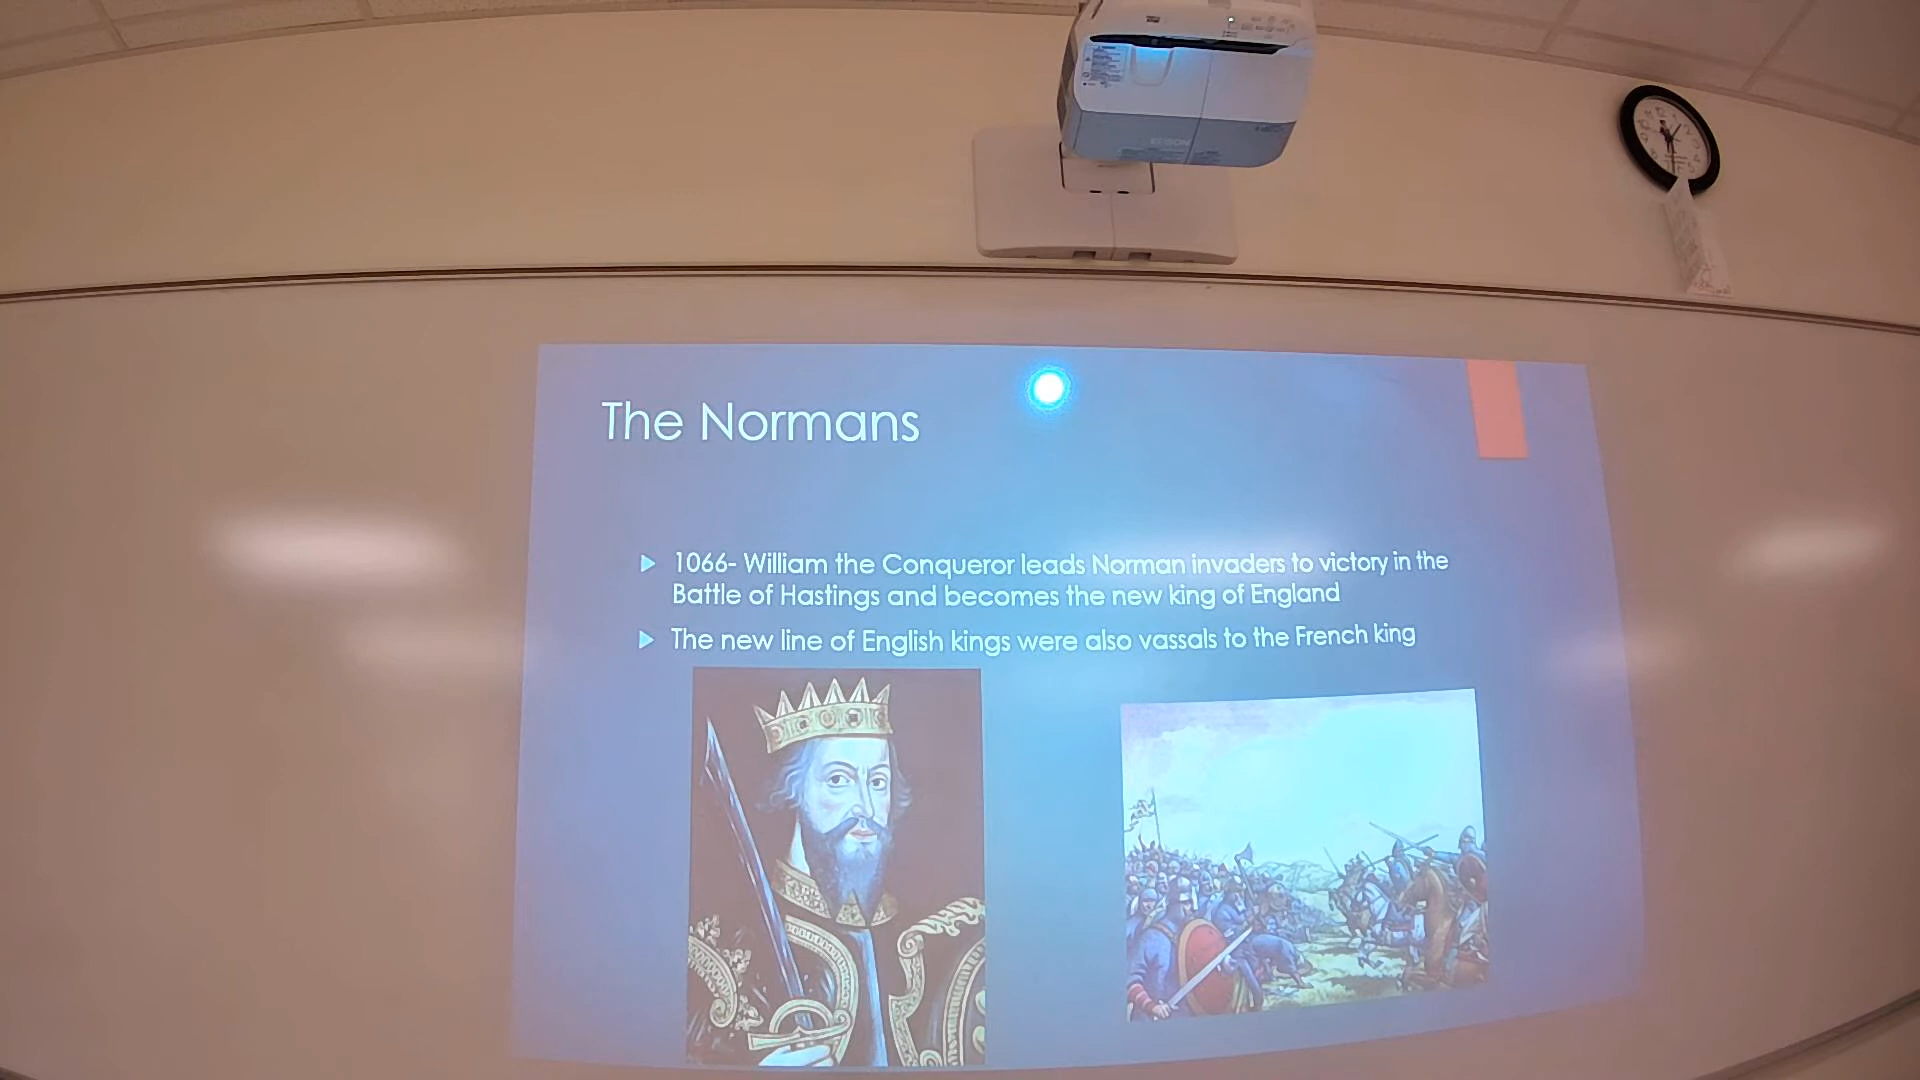 EPSON
The Normans
1066- William the Conqueror leads Norman invaders to victory in the
Battle of Hastings and becomes the new king of England
The new line of English kings were also vassals to the French king